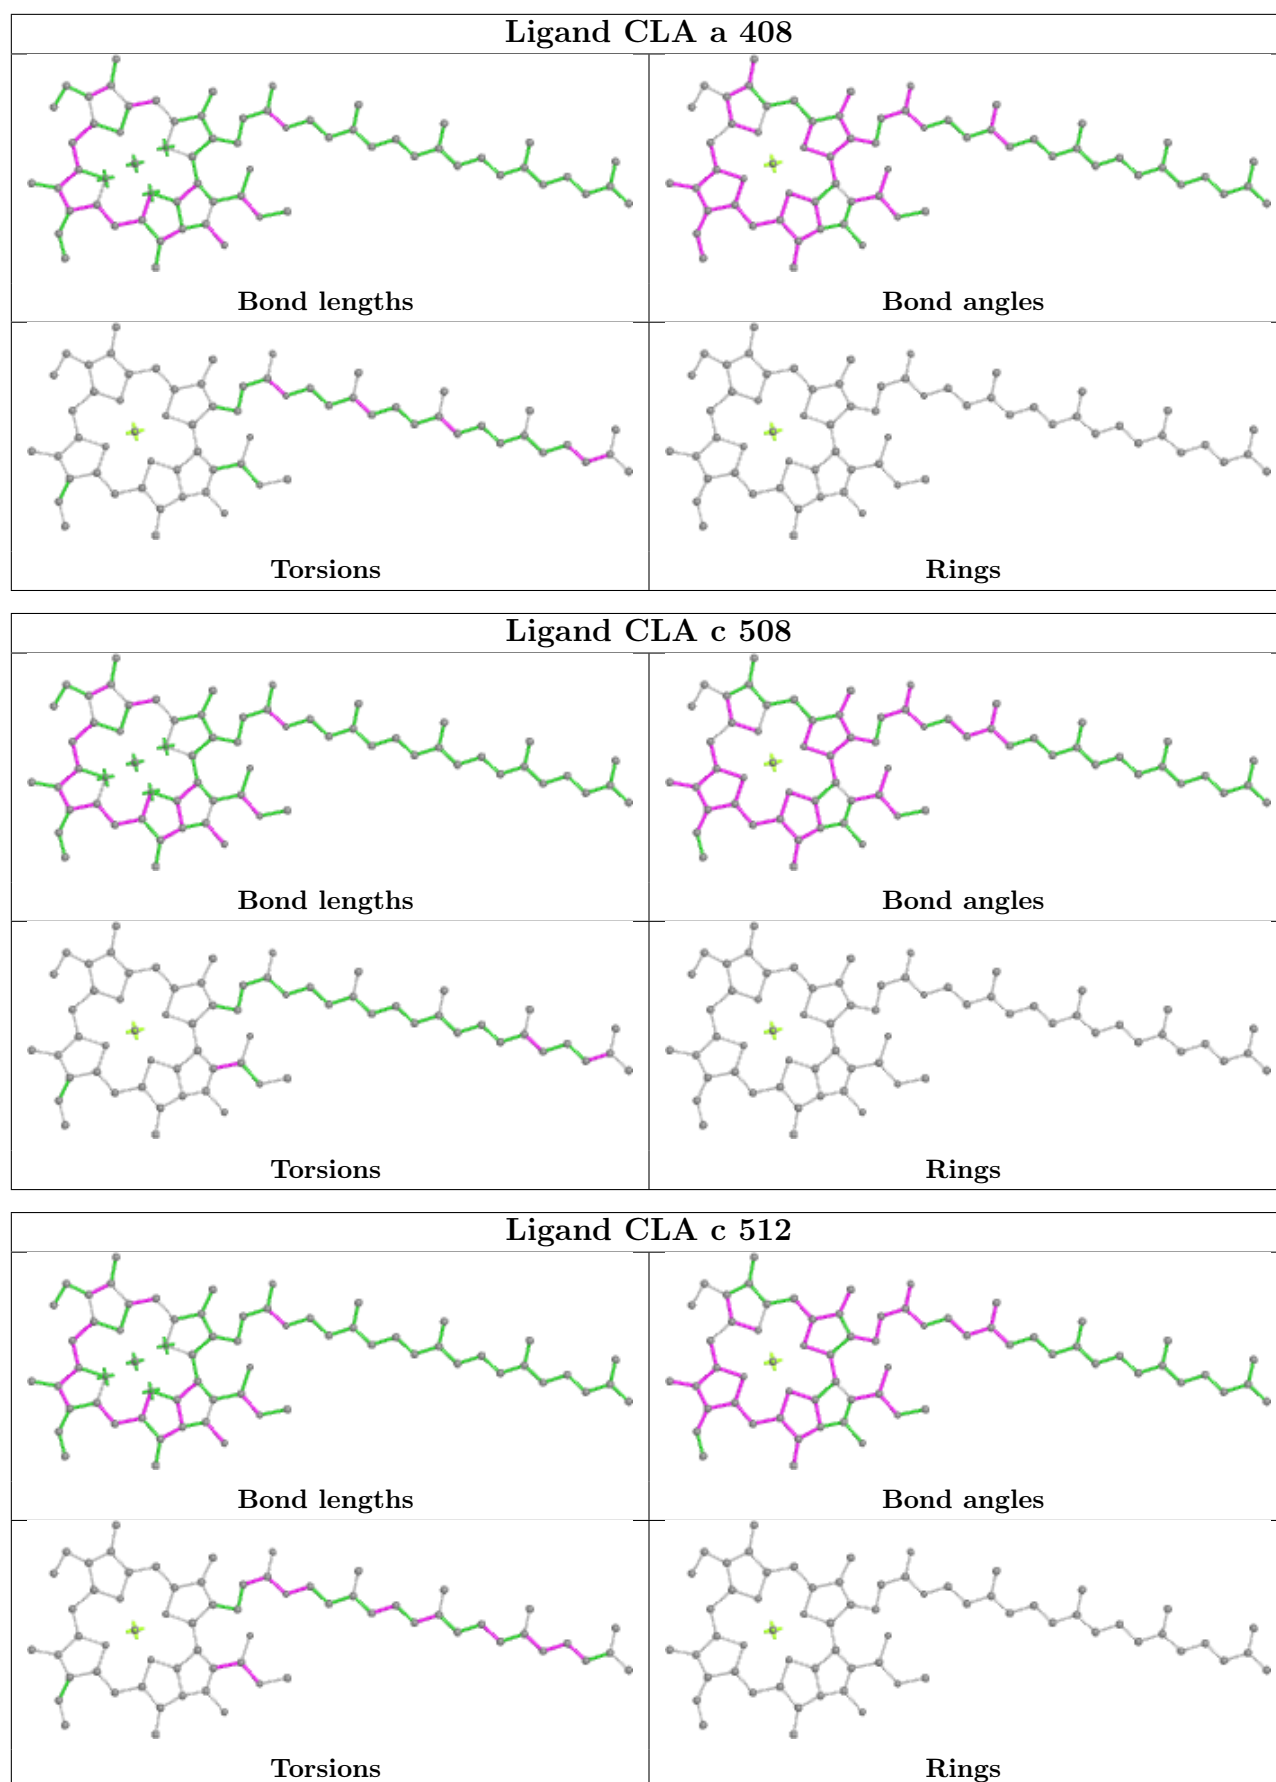 Ligand CLA a 408
Bond lengths
Bond angles
Torsions
Rings
Ligand CLA c 508
Bond lengths
Bond angles
Torsions
Rings
Ligand CLA c 512
Bond lengths
Bond angles
Torsions
Rings